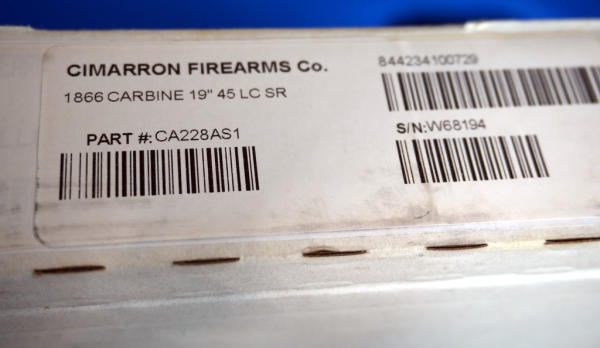 CIMARRON FIREARMS Co.
1866 CARBINE 19" 45 LC SR
PART #:CA228AS1
844234100729
S/N:W68194